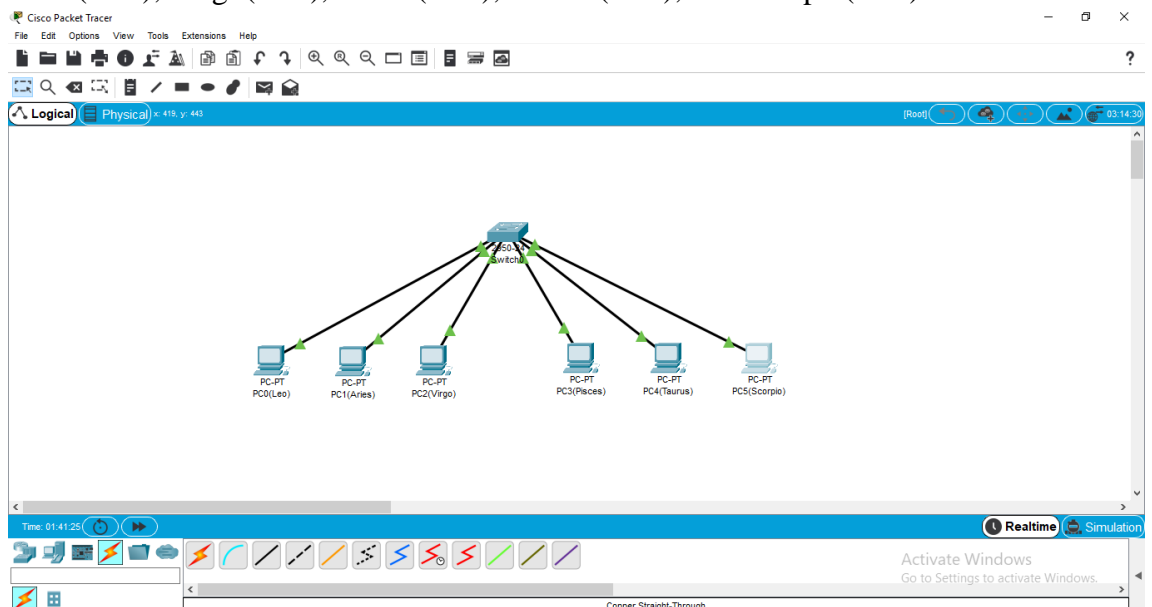 Cisco Packet Tracer
File Edit Options View Tools Extensions Help
?
Logical Physical x: 419, y: 443 [Root] 03:14:30
2950-24
Switch0
PC-PT
PC0(Leo)
PC-PT
PC1(Aries)
PC-PT
PC2(Virgo)
PC-PT
PC3(Pisces)
PC-PT
PC4(Taurus)
PC-PT
PC5(Scorpio)
Time: 01:41:25 Realtime Simulation
Activate Windows
Go to Settings to activate Windows.
Copper Straight-Through